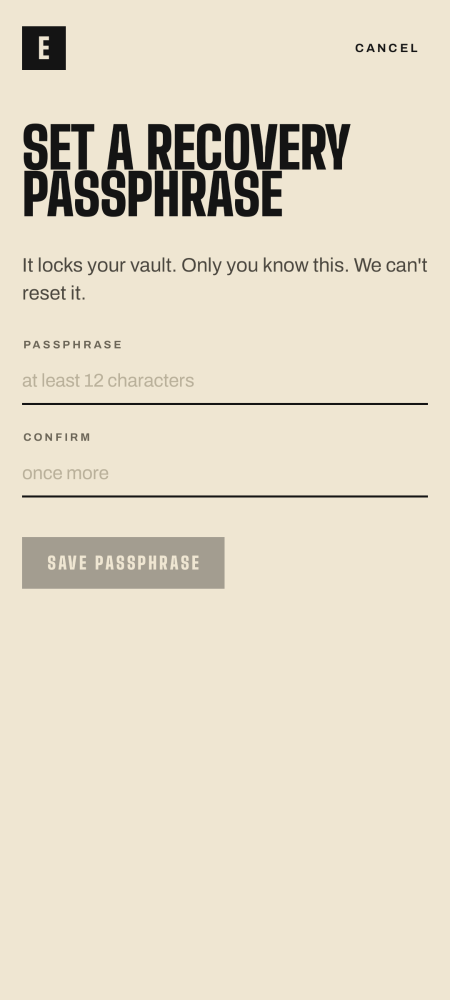 E
CANCEL
SET A RECOVERY
PASSPHRASE
It locks your vault. Only you know this. We can't
reset it.
PASSPHRASE
at least 12 characters
CONFIRM
once more
SAVE PASSPHRASE